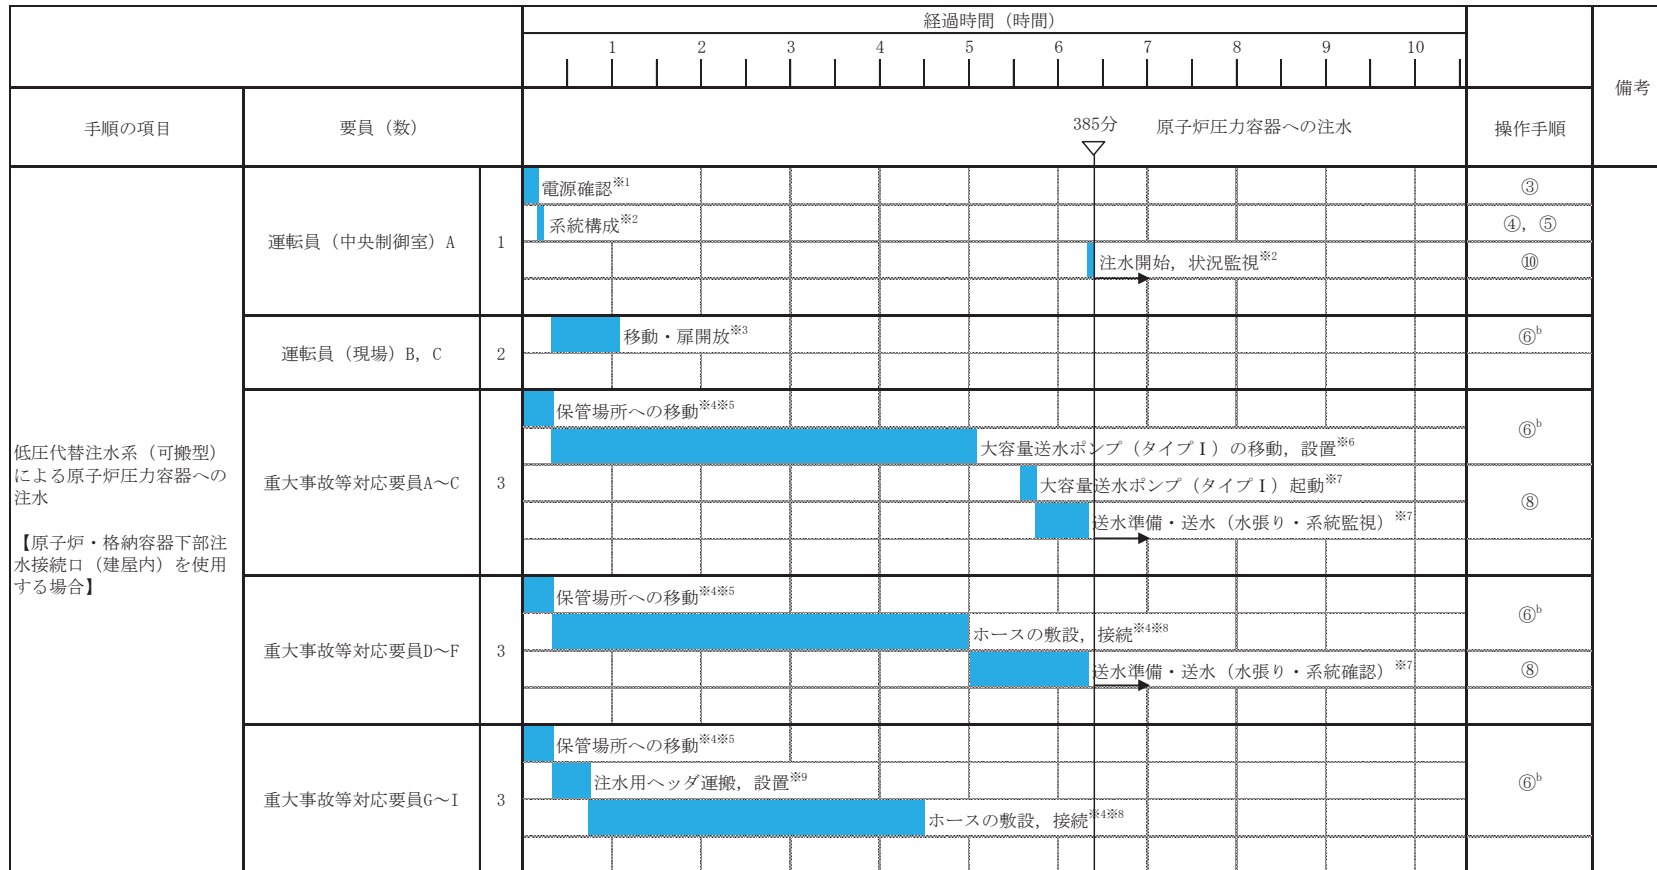 経過時間（時間）
1 2 3 4 5 6 7 8 9 10
備考
手順の項目 要員（数） 385分 原子炉圧力容器への注水 操作手順
低圧代替注水系（可搬型）
による原子炉圧力容器への
注水
【原子炉・格納容器下部注
水接続口（建屋内）を使用
する場合】
運転員（中央制御室）A 1
電源確認※1 ③
系統構成※2 ④，⑤
注水開始，状況監視※2 ⑩
運転員（現場）B，C 2
移動・扉開放※3 ⑥b
重大事故等対応要員A～C 3
保管場所への移動※4※5
大容量送水ポンプ（タイプⅠ）の移動，設置※6
⑥b
大容量送水ポンプ（タイプⅠ）起動※7
送水準備・送水（水張り・系統監視）※7
⑧
重大事故等対応要員D～F 3
保管場所への移動※4※5
ホースの敷設，接続※4※8
⑥b
送水準備・送水（水張り・系統確認）※7 ⑧
重大事故等対応要員G～I 3
保管場所への移動※4※5
注水用ヘッダ運搬，設置※9
ホースの敷設，接続※4※8
⑥b